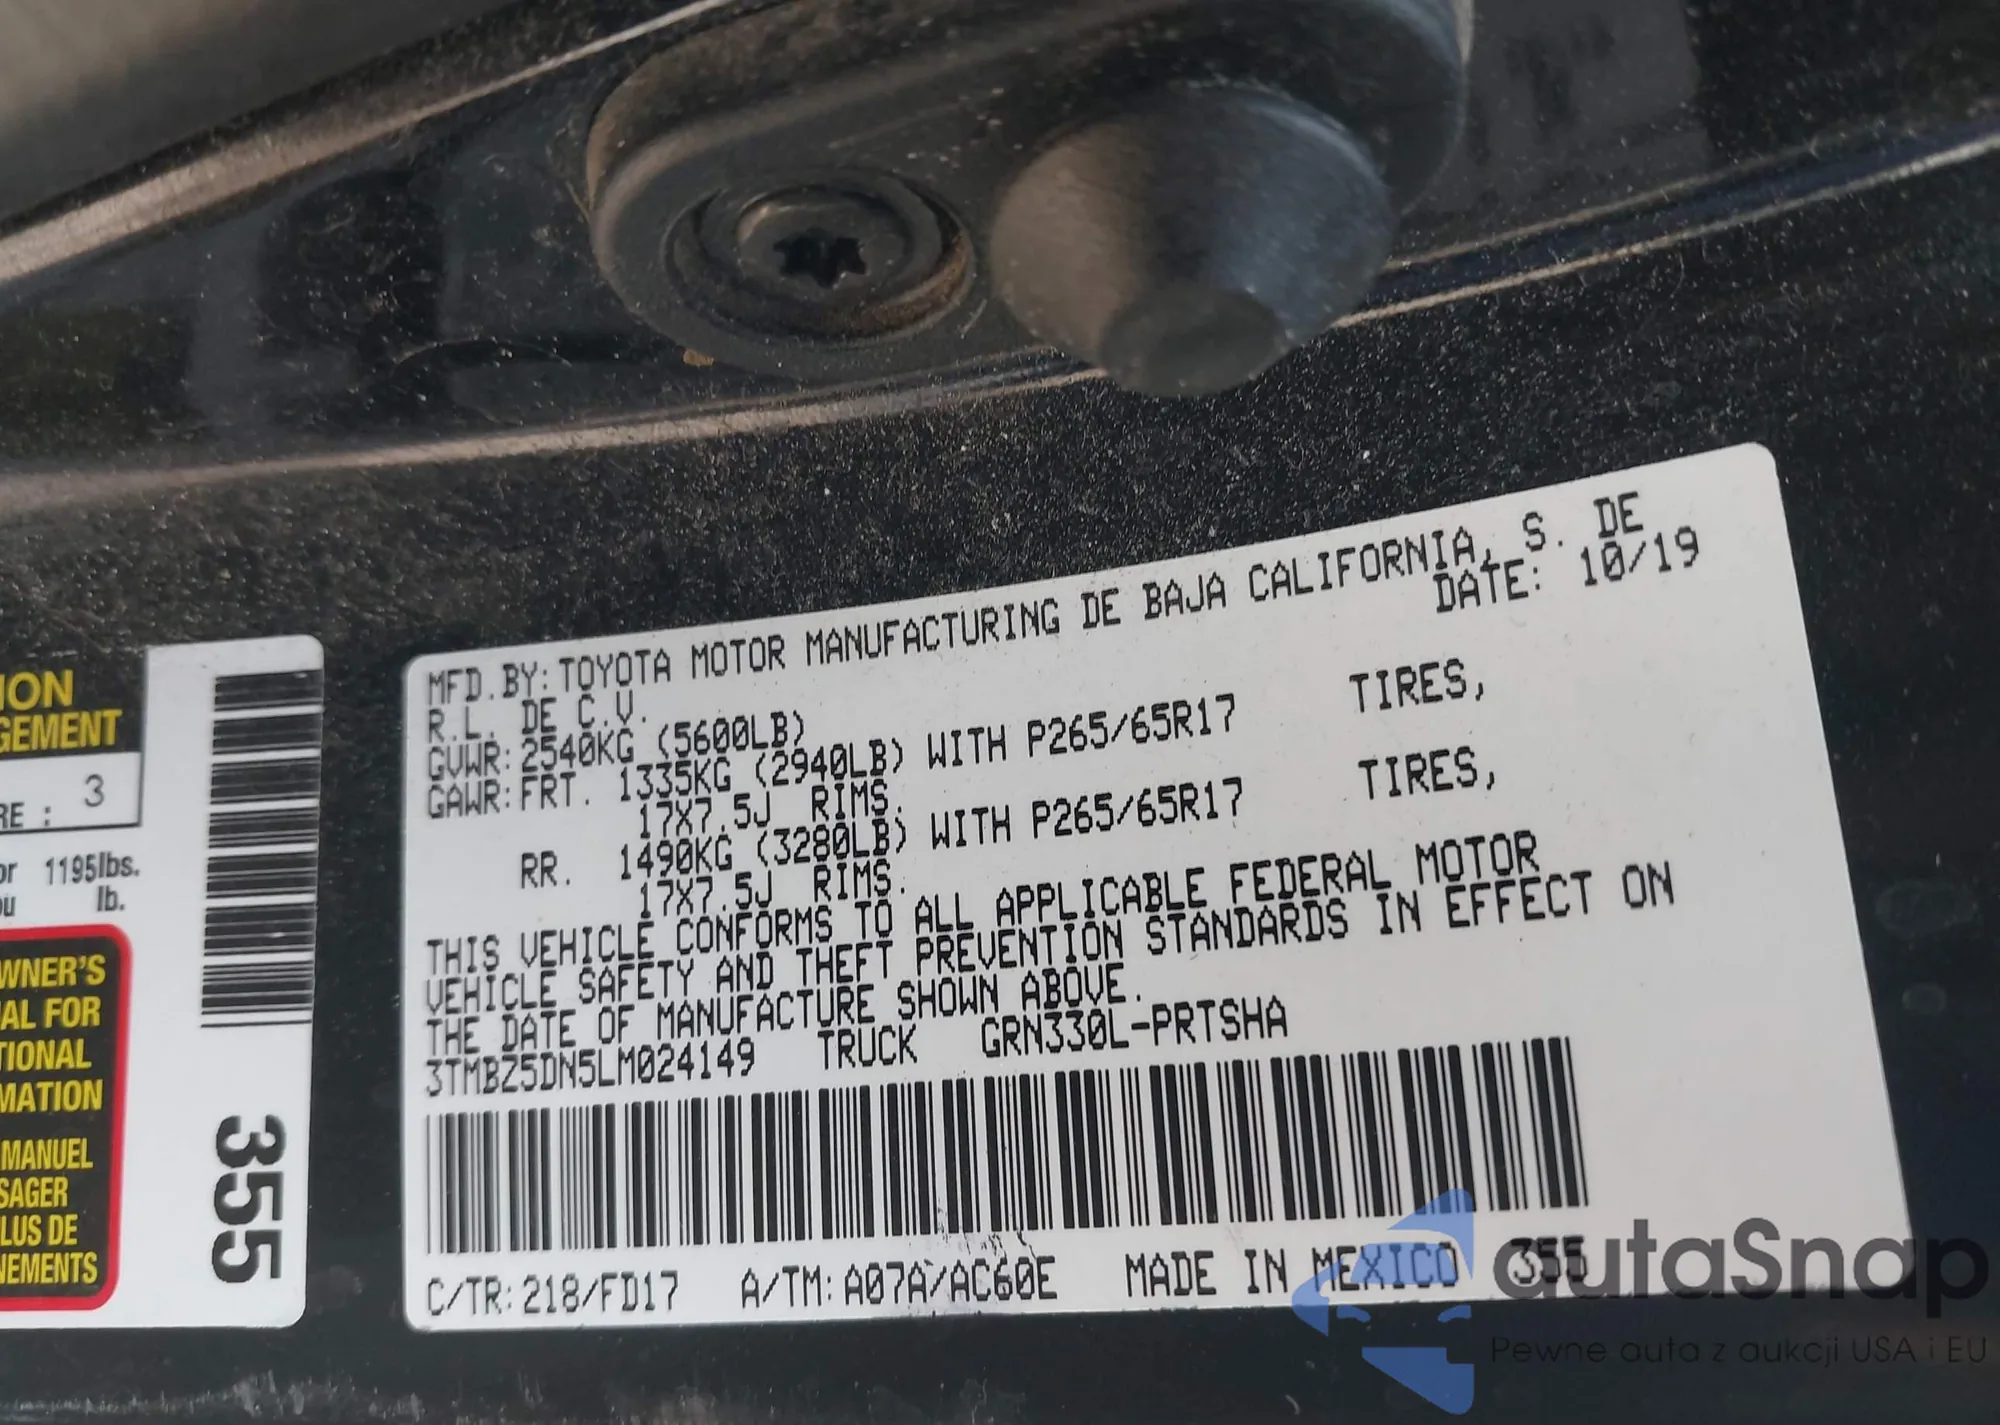 ION
GEMENT
RE : 3
or 1195lbs.
ou lb.
WNER'S
AL FOR
TIONAL
MATION
MANUEL
SAGER
LUS DE
NEMENTS
355
MFD.BY:TOYOTA MOTOR MANUFACTURING DE BAJA CALIFORNIA, S. DE
R.L. DE C.V. DATE: 10/19
GVWR:2540KG (5600LB)
GAWR:FRT. 1335KG (2940LB) WITH P265/65R17 TIRES,
17X7.5J RIMS.
RR. 1490KG (3280LB) WITH P265/65R17 TIRES,
17X7.5J RIMS.
THIS VEHICLE CONFORMS TO ALL APPLICABLE FEDERAL MOTOR
VEHICLE SAFETY AND THEFT PREVENTION STANDARDS IN EFFECT ON
THE DATE OF MANUFACTURE SHOWN ABOVE.
3TMBZ5DN5LM024149 TRUCK GRN330L-PRTSHA
C/TR:218/FD17 A/TM:A07A/AC60E MADE IN MEXICO 355
autaSnap
Pewne auta z aukcji USA i EU